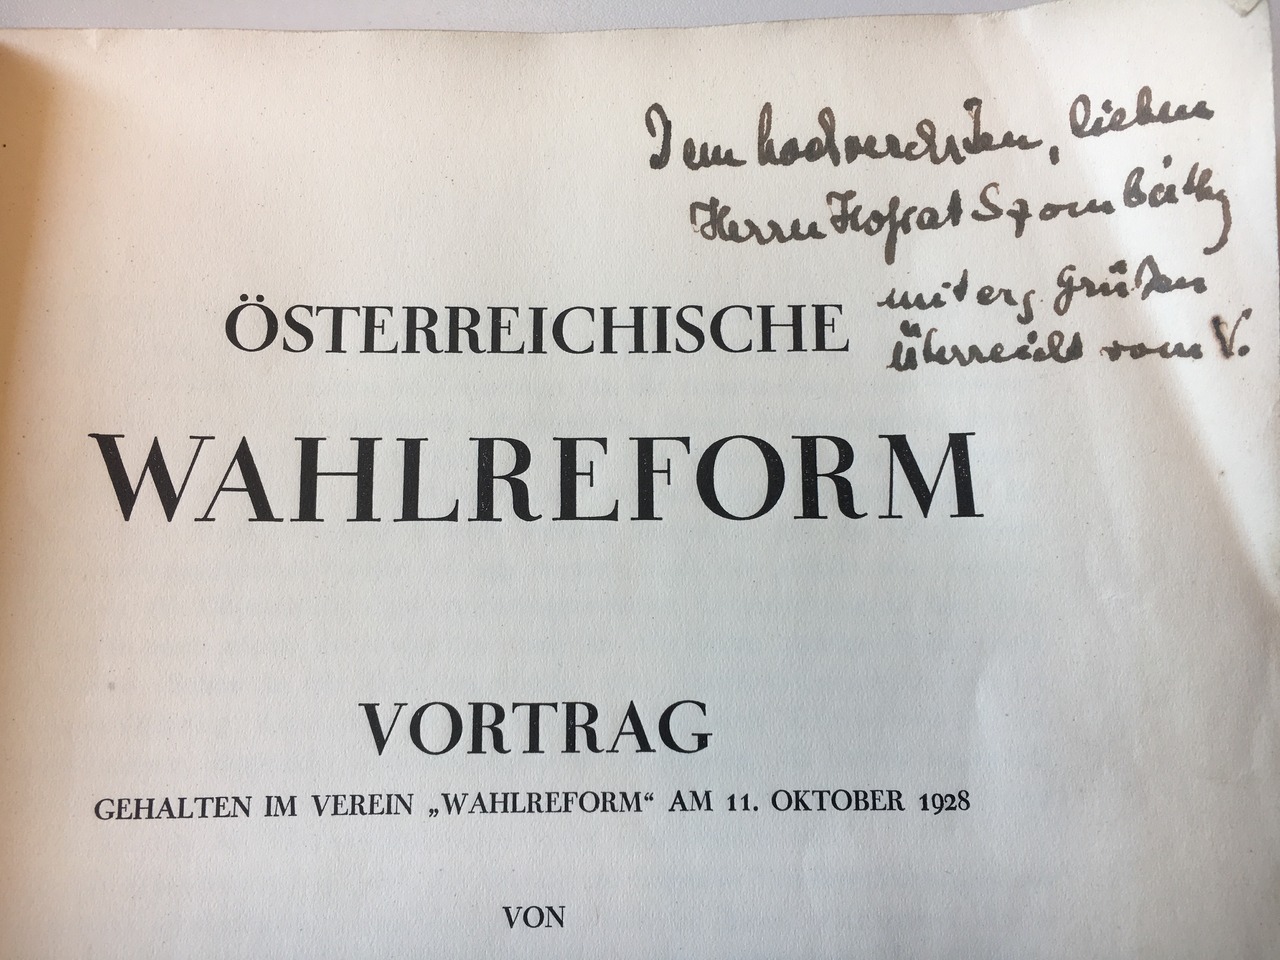 Dem hochverehrten, lieben
Herrn Hofrat Szombathy
mit erg. Grüßen
überreicht vom V.
ÖSTERREICHISCHE
WAHLREFORM
VORTRAG
GEHALTEN IM VEREIN „WAHLREFORM“ AM 11. OKTOBER 1928
VON